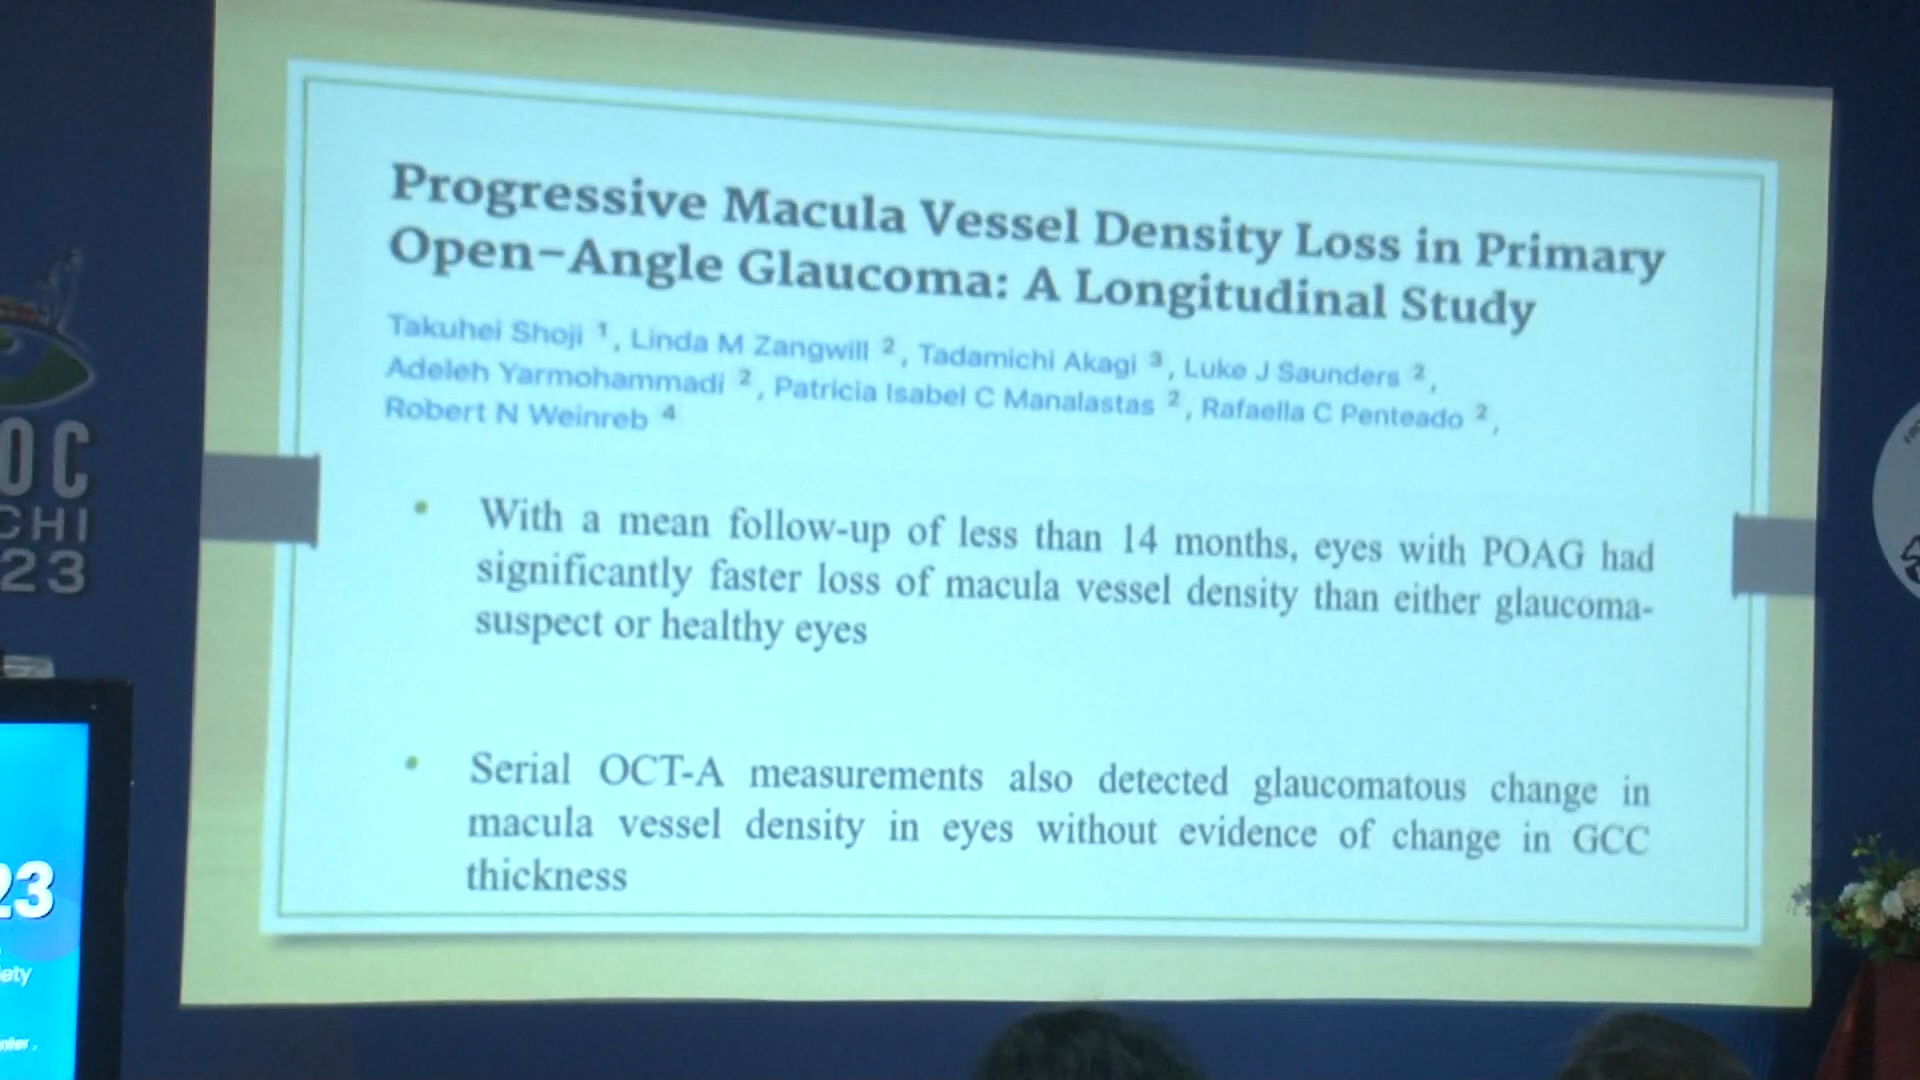 Progressive Macula Vessel Density Loss in Primary
Open-Angle Glaucoma: A Longitudinal Study
Takuhei Shoji 1, Linda M Zangwill 2, Tadamichi Akagi 3, Luke J Saunders 2,
Adeleh Yarmohammadi 2, Patricia Isabel C Manalastas 2, Rafaella C Penteado 2,
Robert N Weinreb 4
• With a mean follow-up of less than 14 months, eyes with POAG had
significantly faster loss of macula vessel density than either glaucoma-
suspect or healthy eyes
• Serial OCT-A measurements also detected glaucomatous change in
macula vessel density in eyes without evidence of change in GCC
thickness
OC
CHI
23
23
ety